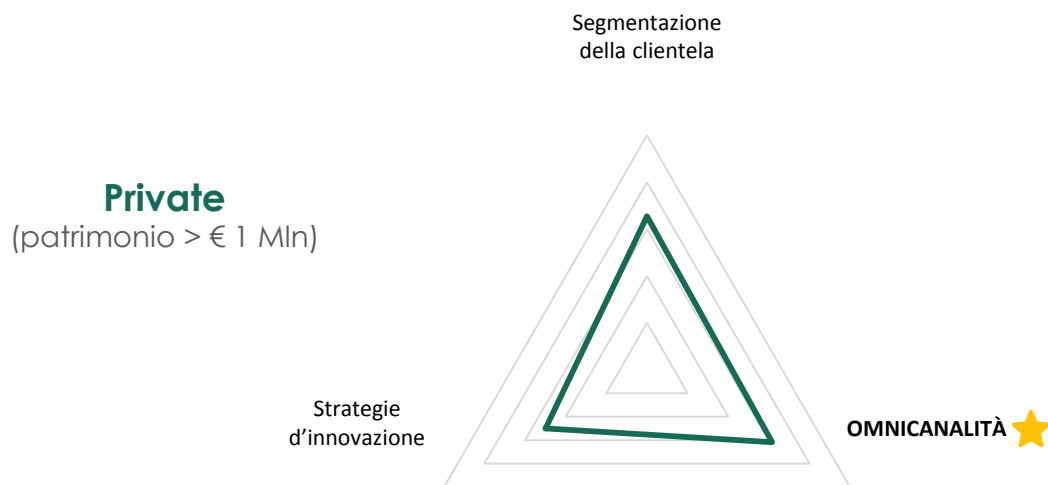 Segmentazione
della clientela
Private
(patrimonio > € 1 Mln)
Strategie
d’innovazione
OMNICANALITÀ